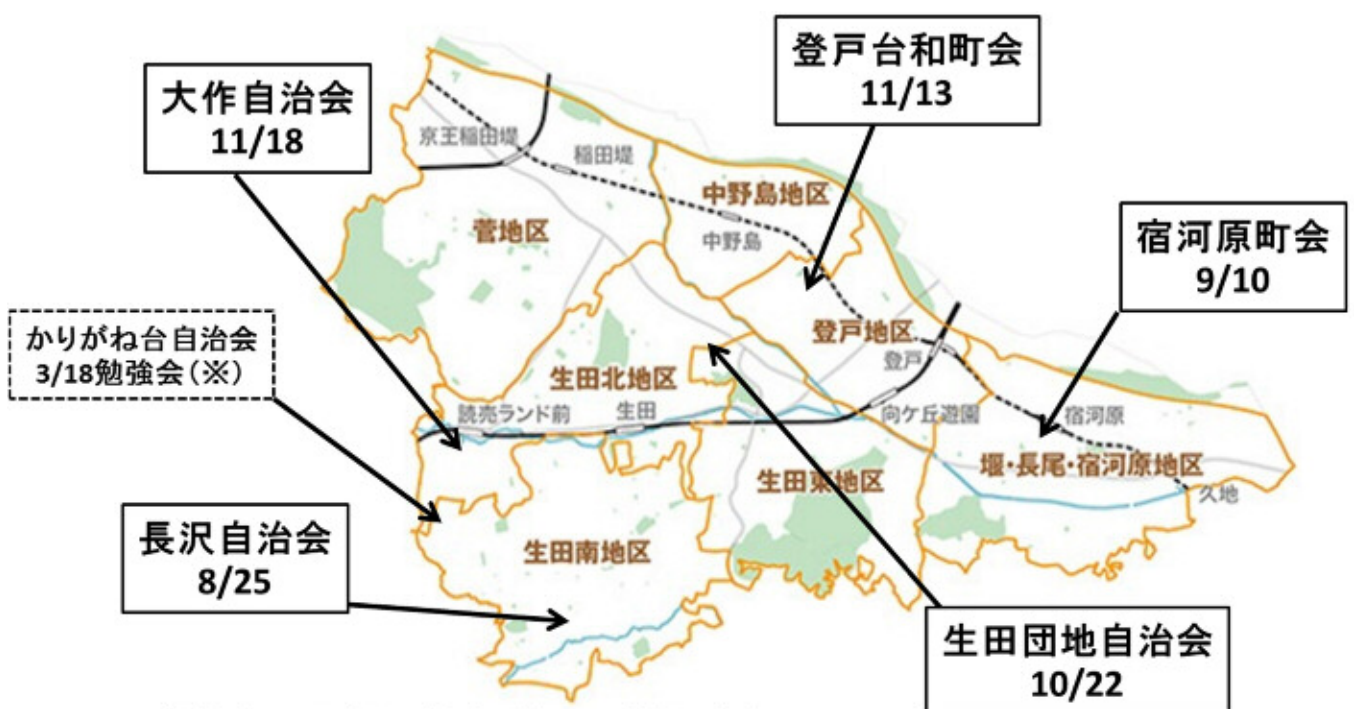 登戸台和町会
11/13
大作自治会
11/18
京王稲田堤
稲田堤
中野島地区
中野島
菅地区
宿河原町会
9/10
かりがね台自治会
3/18勉強会(※)
登戸地区
登戸
生田北地区
読売ランド前
生田
向ケ丘遊園
宿河原
堰・長尾・宿河原地区
久地
生田東地区
長沢自治会
8/25
生田南地区
生田団地自治会
10/22